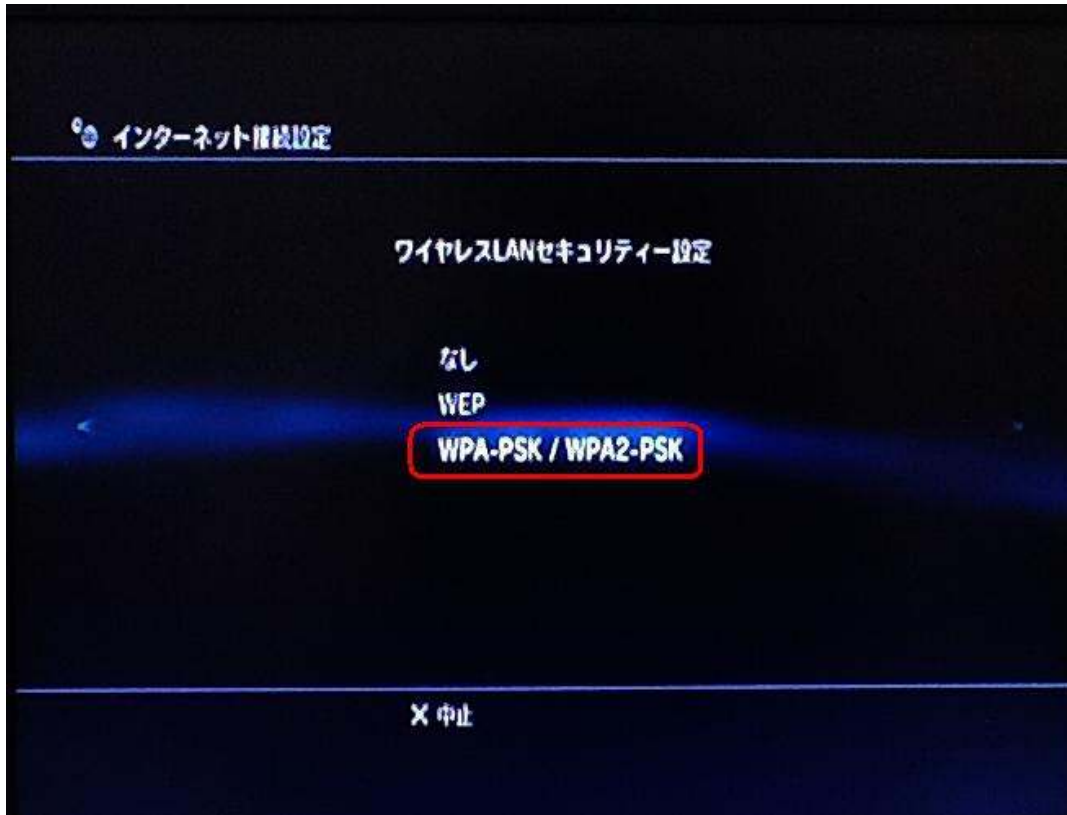 インターネット接続設定
ワイヤレスLANセキュリティー設定
なし
WEP
WPA-PSK / WPA2-PSK
× 中止